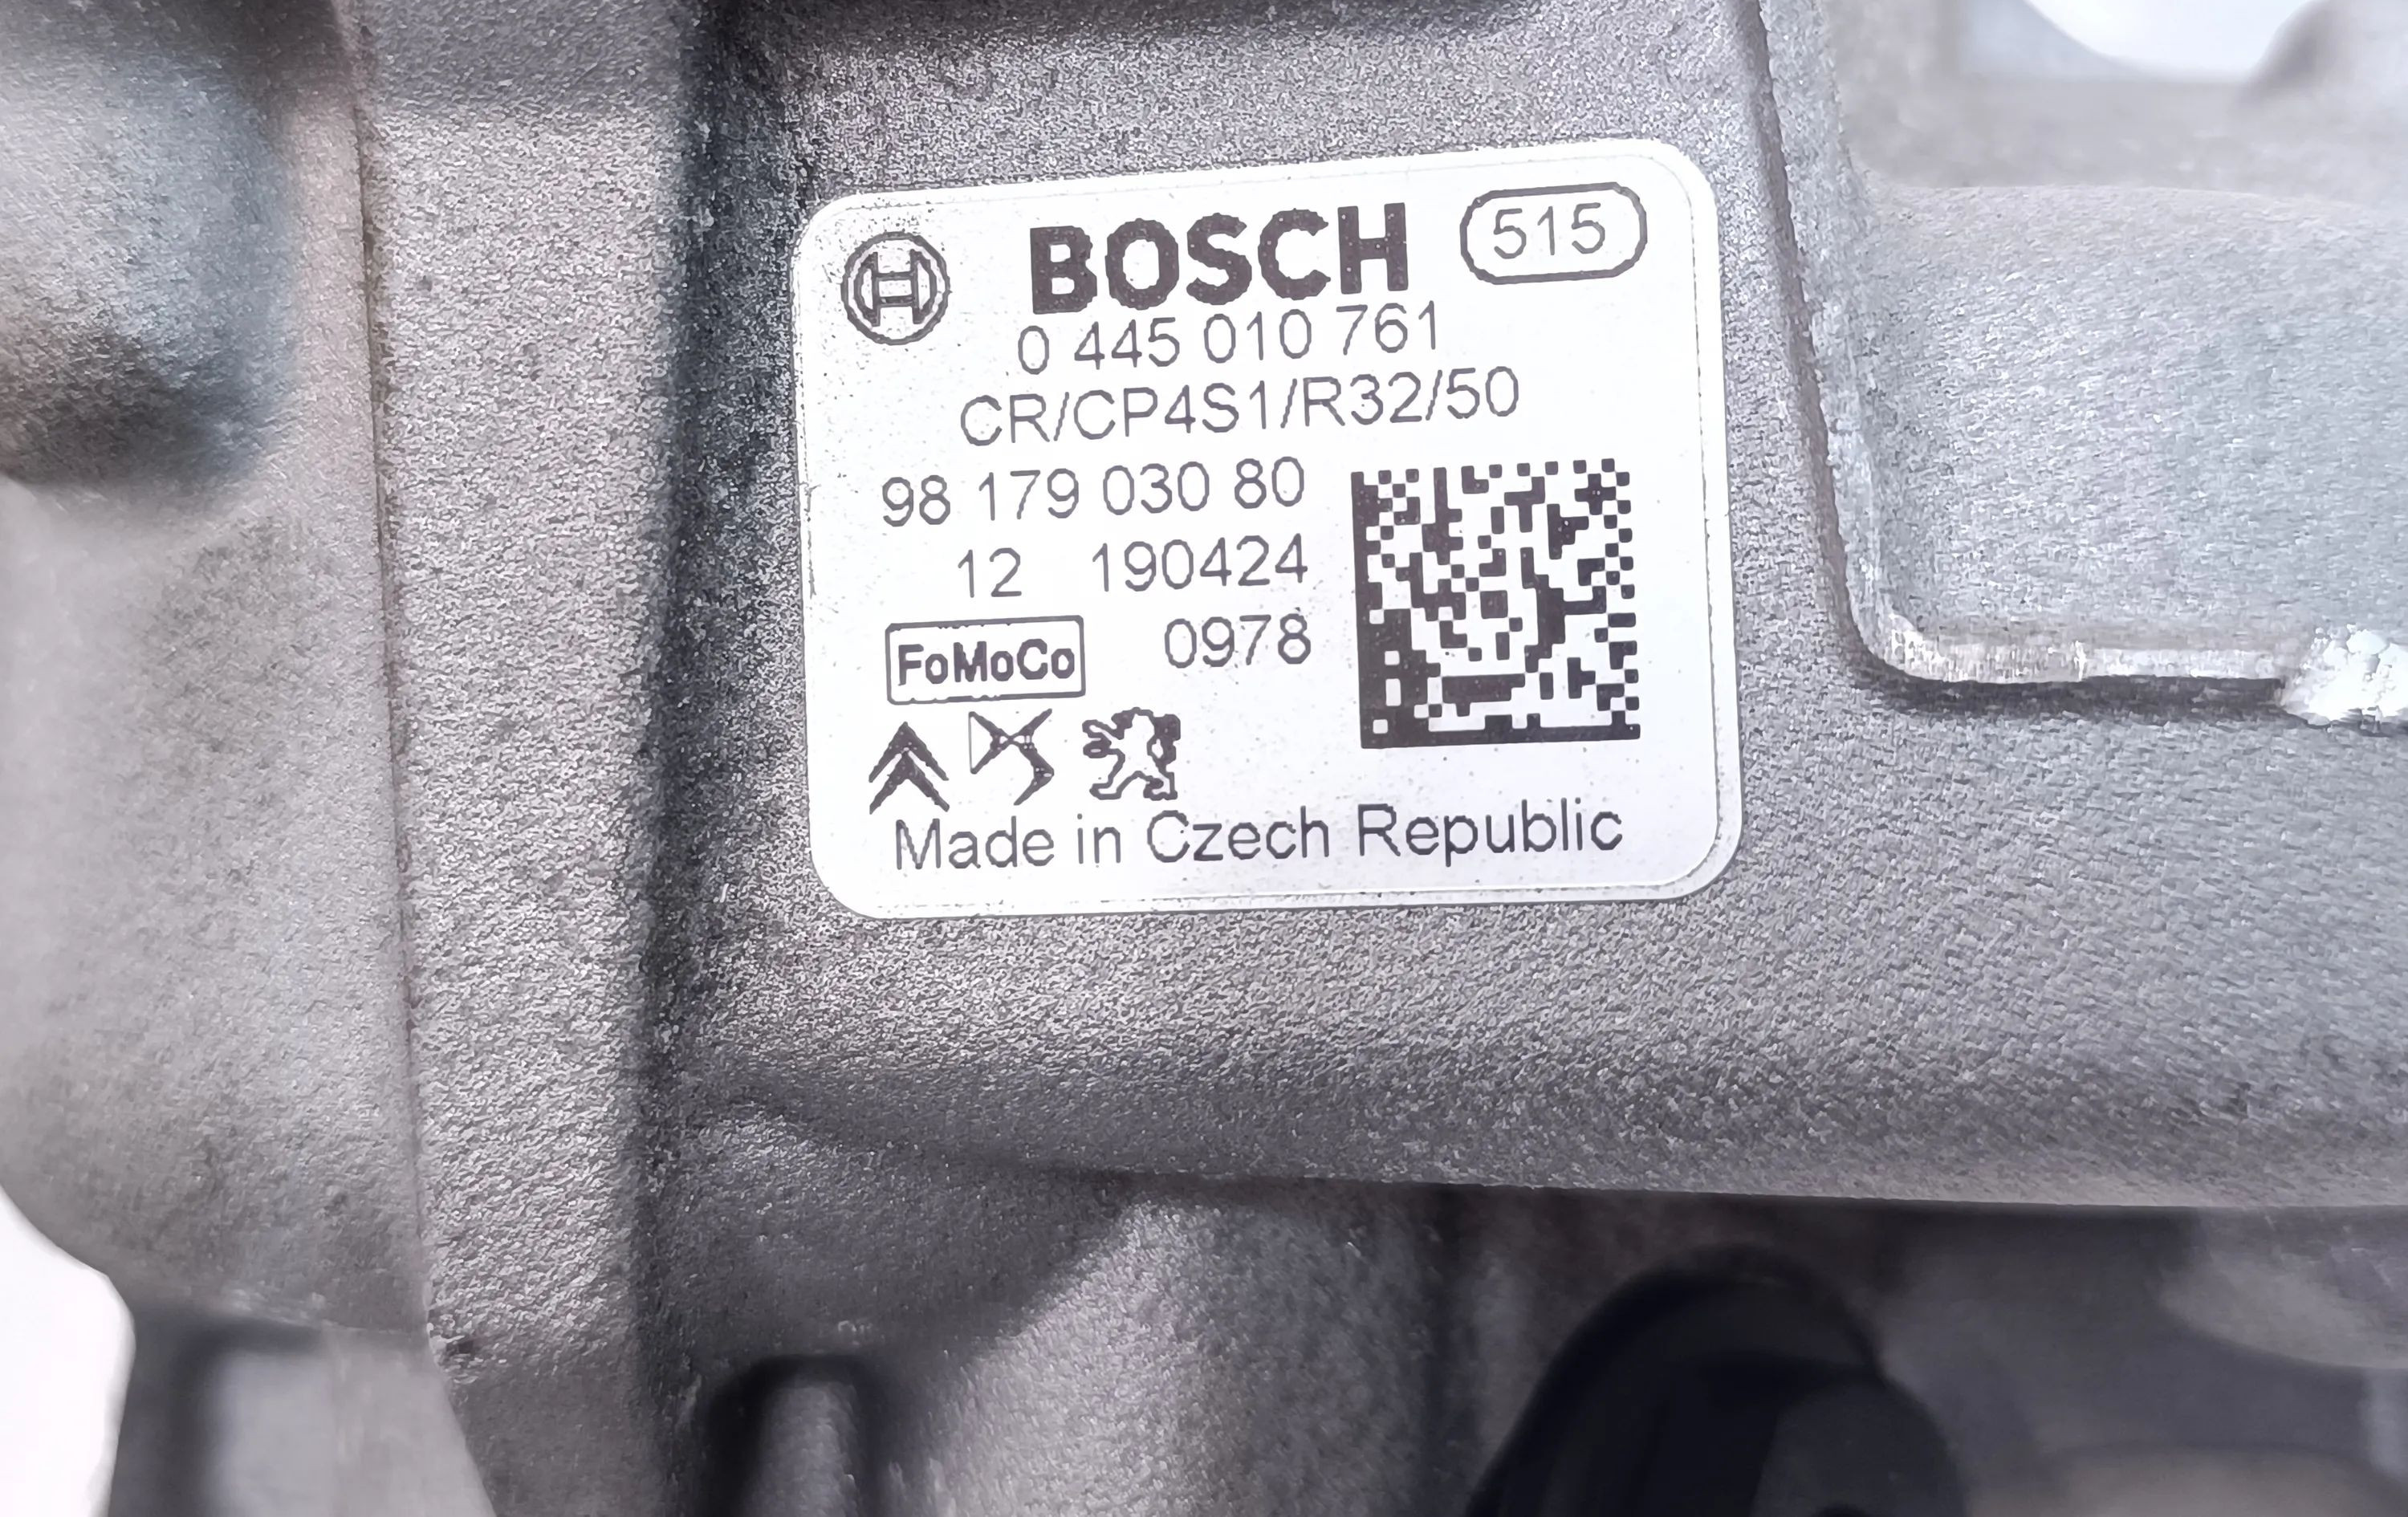 BOSCH 515
0 445 010 761
CR/CP4S1/R32/50
98 179 030 80
12 190424
FoMoCo 0978
Made in Czech Republic